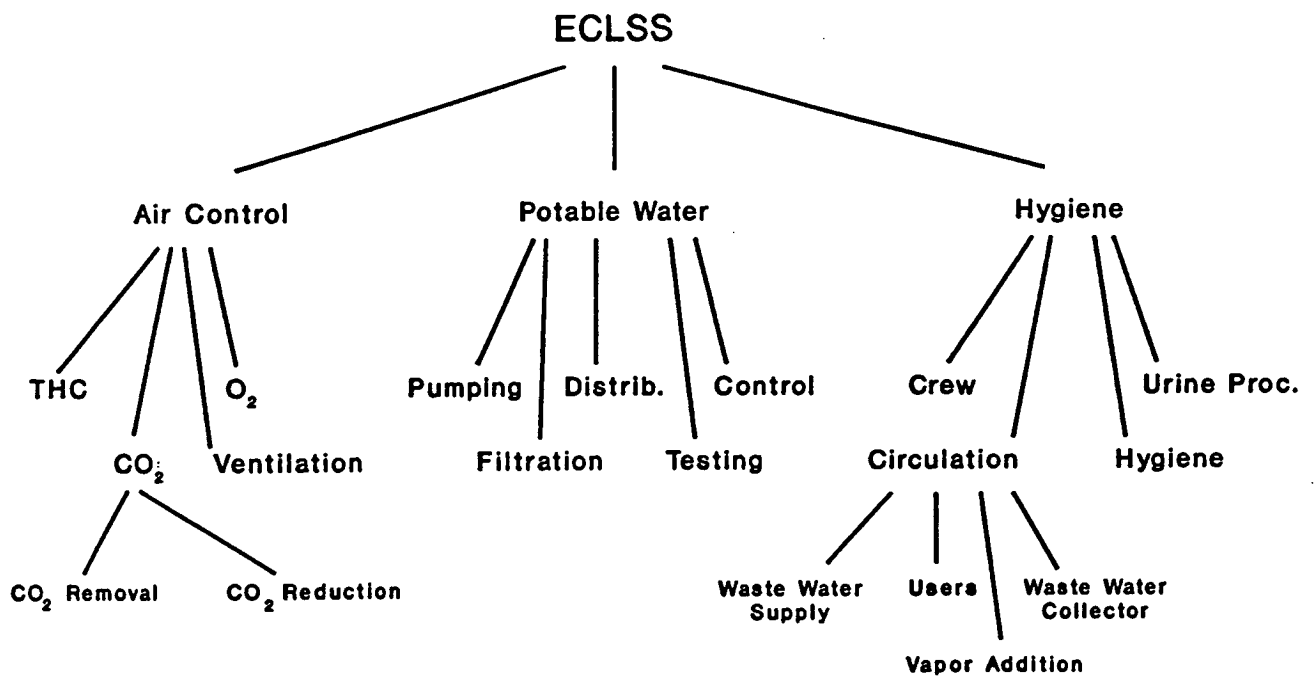 ECLSS
Air Control
Potable Water
Hygiene
THC
O2
Pumping
Distrib.
Control
Crew
Urine Proc.
CO2
Ventilation
Filtration
Testing
Circulation
Hygiene
CO2 Removal
CO2 Reduction
Waste Water
Supply
Users
Waste Water
Collector
Vapor Addition